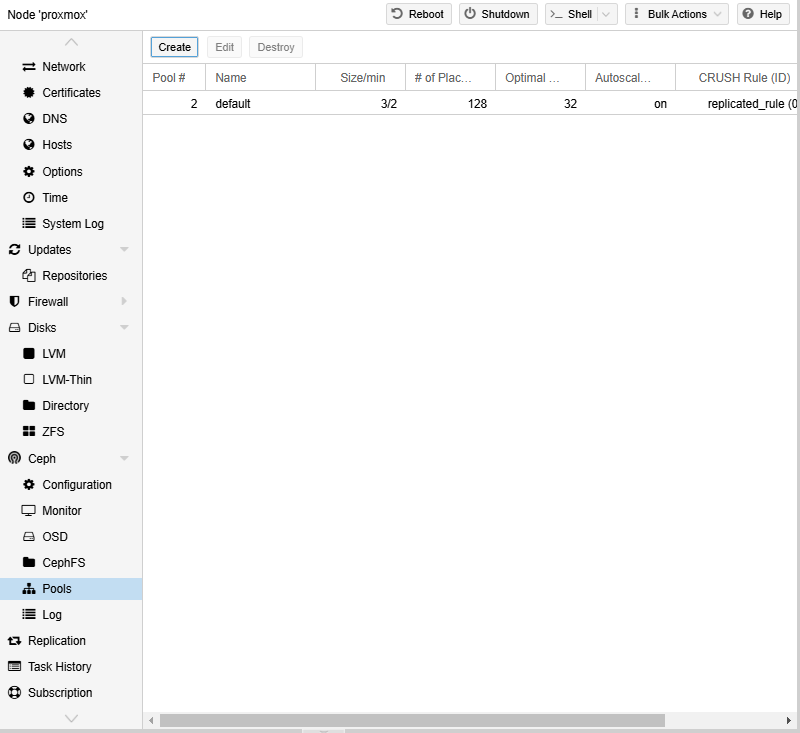 Node 'proxmox'
Reboot
Shutdown
Shell
Bulk Actions
Help
Network
Certificates
DNS
Hosts
Options
Time
System Log
Updates
Repositories
Firewall
Disks
LVM
LVM-Thin
Directory
ZFS
Ceph
Configuration
Monitor
OSD
CephFS
Pools
Log
Replication
Task History
Subscription
Create Edit Destroy
Pool # Name Size/min # of Plac... Optimal ... Autoscal... CRUSH Rule (ID)
2 default 3/2 128 32 on replicated_rule (0